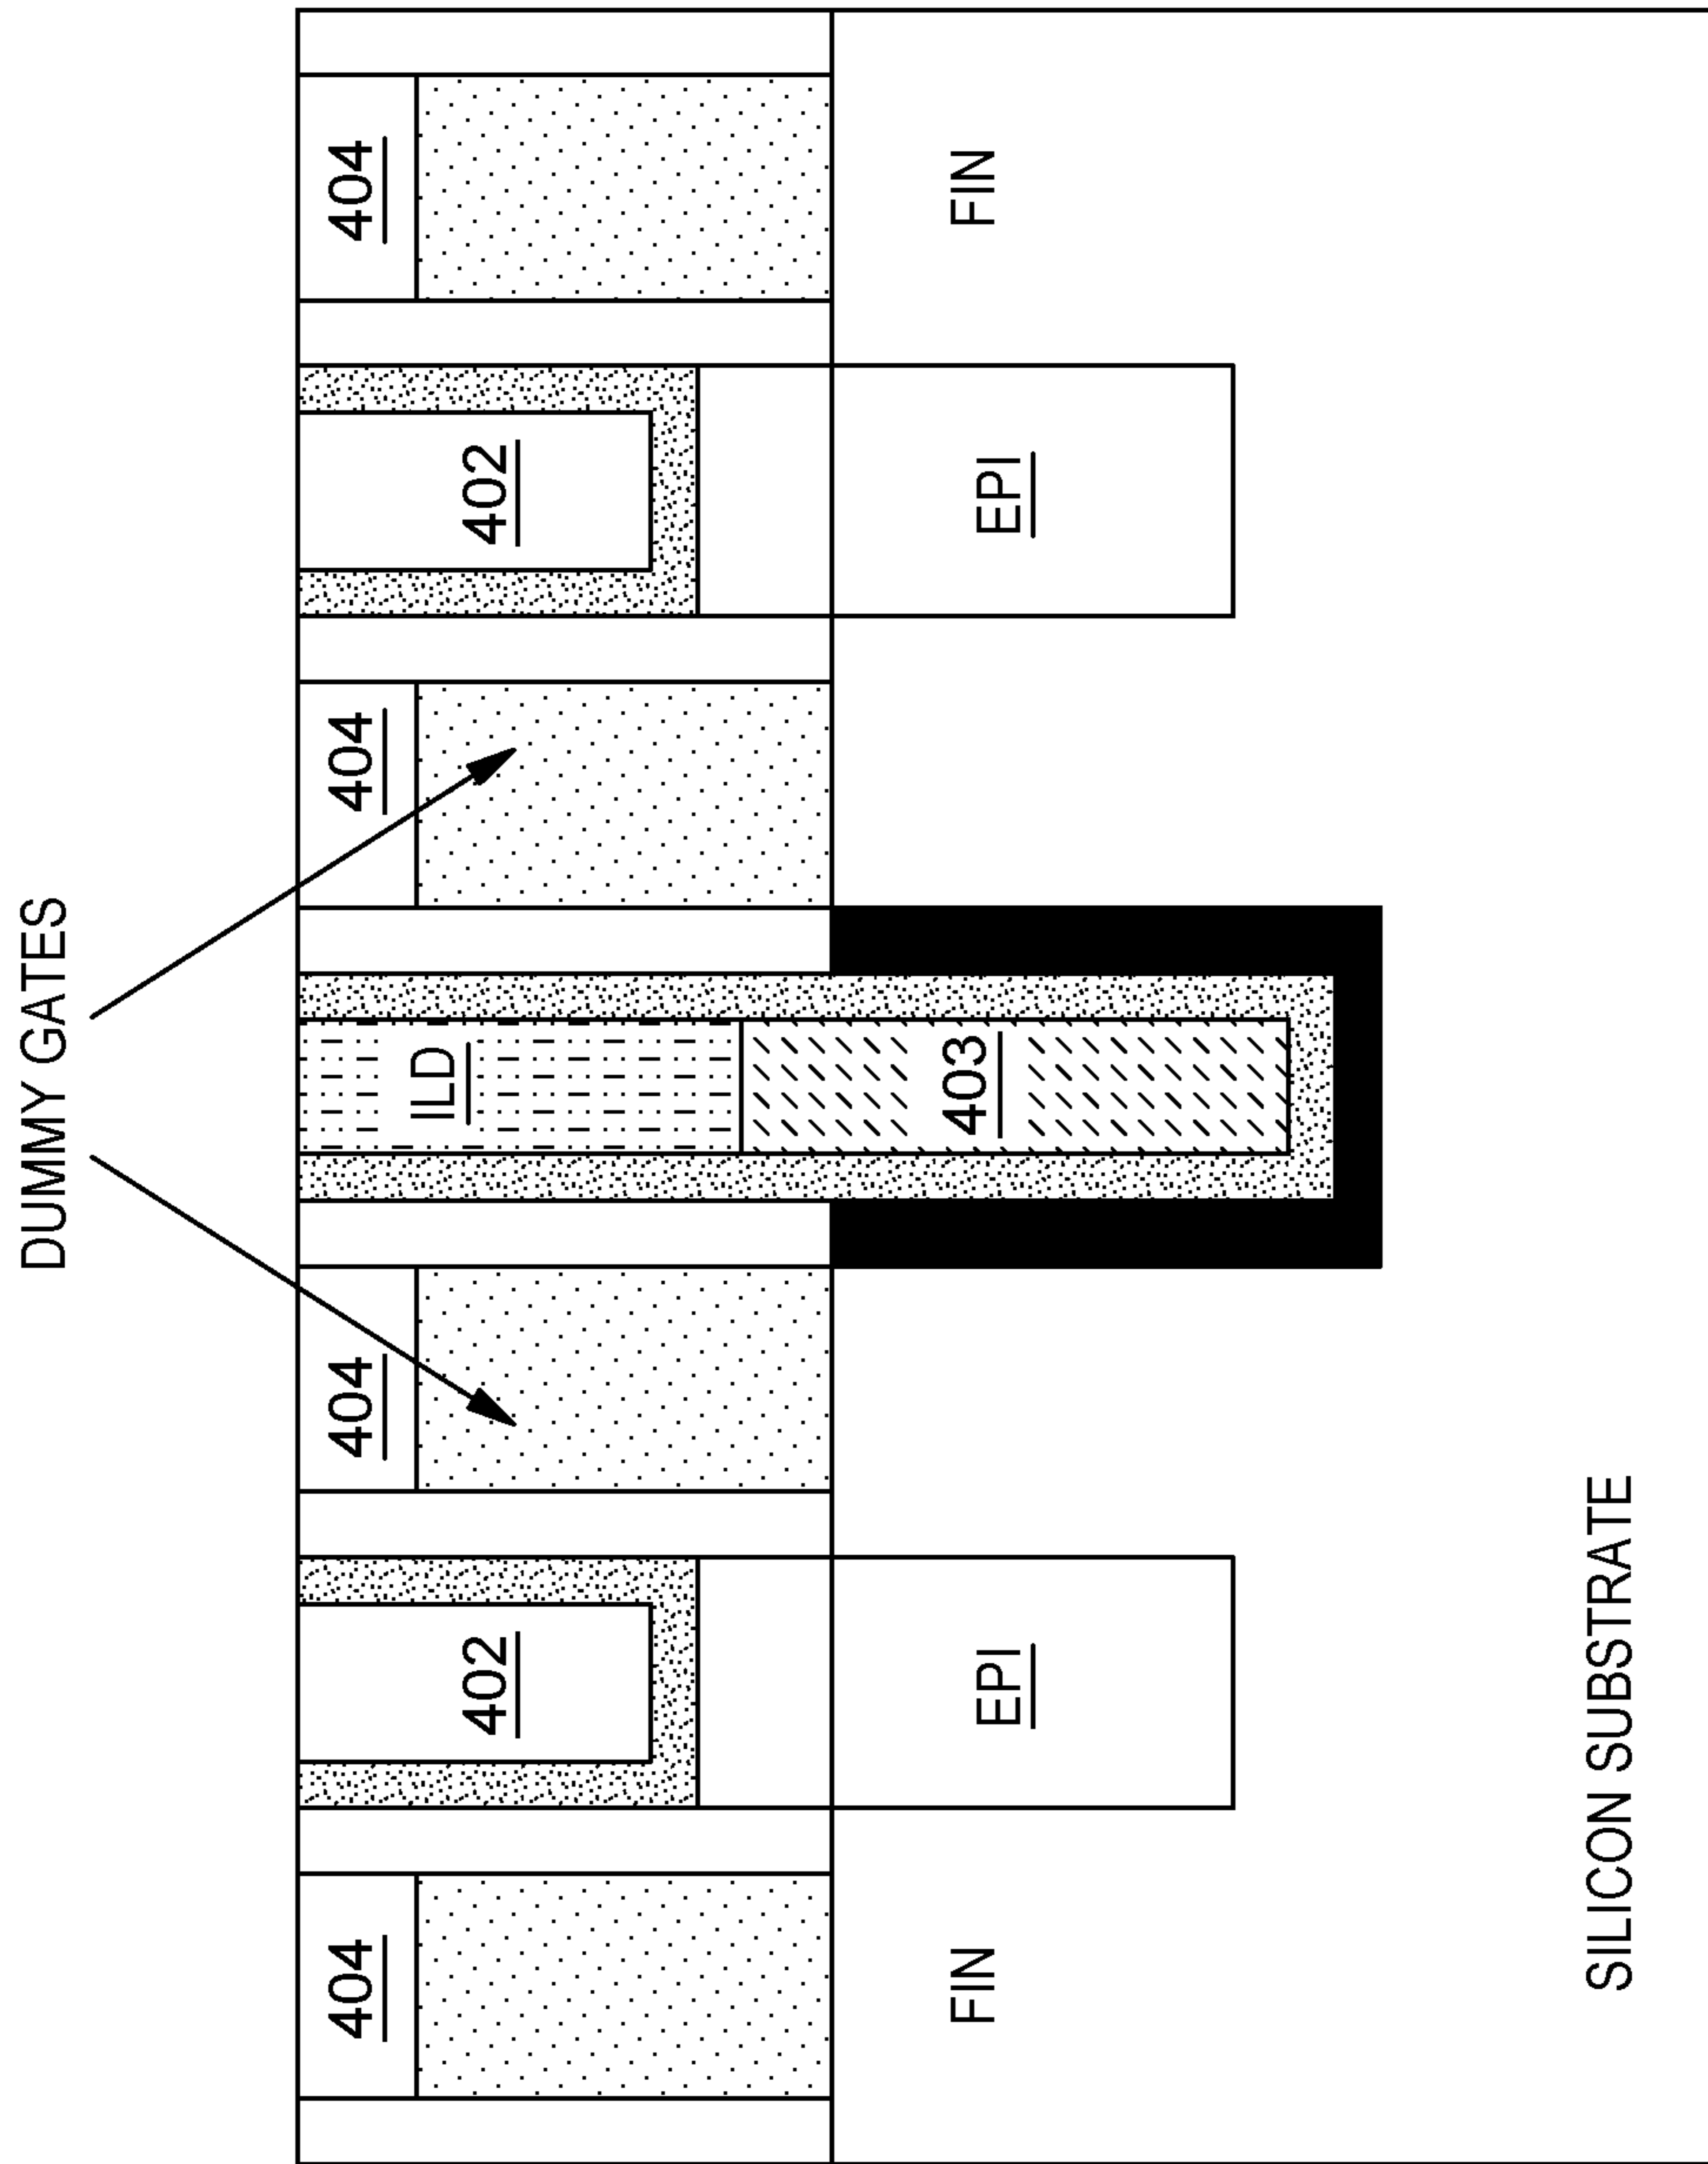 DUMMY GATES
404
404
404
404
402
ILD
402
FIN
EPI
403
EPI
FIN
SILICON SUBSTRATE